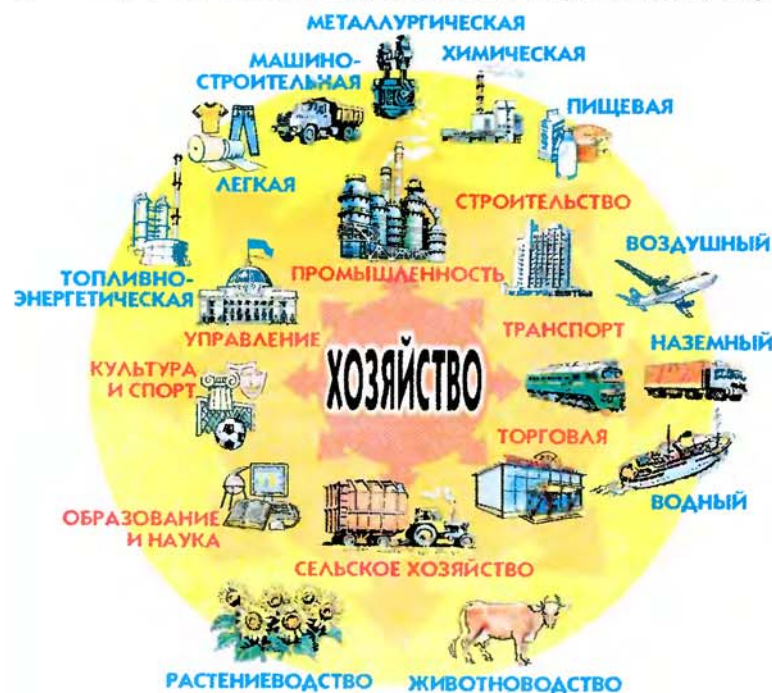 МЕТАЛЛУРГИЧЕСКАЯ
МАШИНО-
СТРОИТЕЛЬНАЯ
ХИМИЧЕСКАЯ
ПИЩЕВАЯ
ЛЕГКАЯ
СТРОИТЕЛЬСТВО
ВОЗДУШНЫЙ
ТОПЛИВНО-
ЭНЕРГЕТИЧЕСКАЯ
ПРОМЫШЛЕННОСТЬ
УПРАВЛЕНИЕ
ТРАНСПОРТ
НАЗЕМНЫЙ
КУЛЬТУРА
И СПОРТ
ХОЗЯЙСТВО
ТОРГОВЛЯ
ВОДНЫЙ
ОБРАЗОВАНИЕ
И НАУКА
СЕЛЬСКОЕ ХОЗЯЙСТВО
РАСТЕНИЕВОДСТВО
ЖИВОТНОВОДСТВО